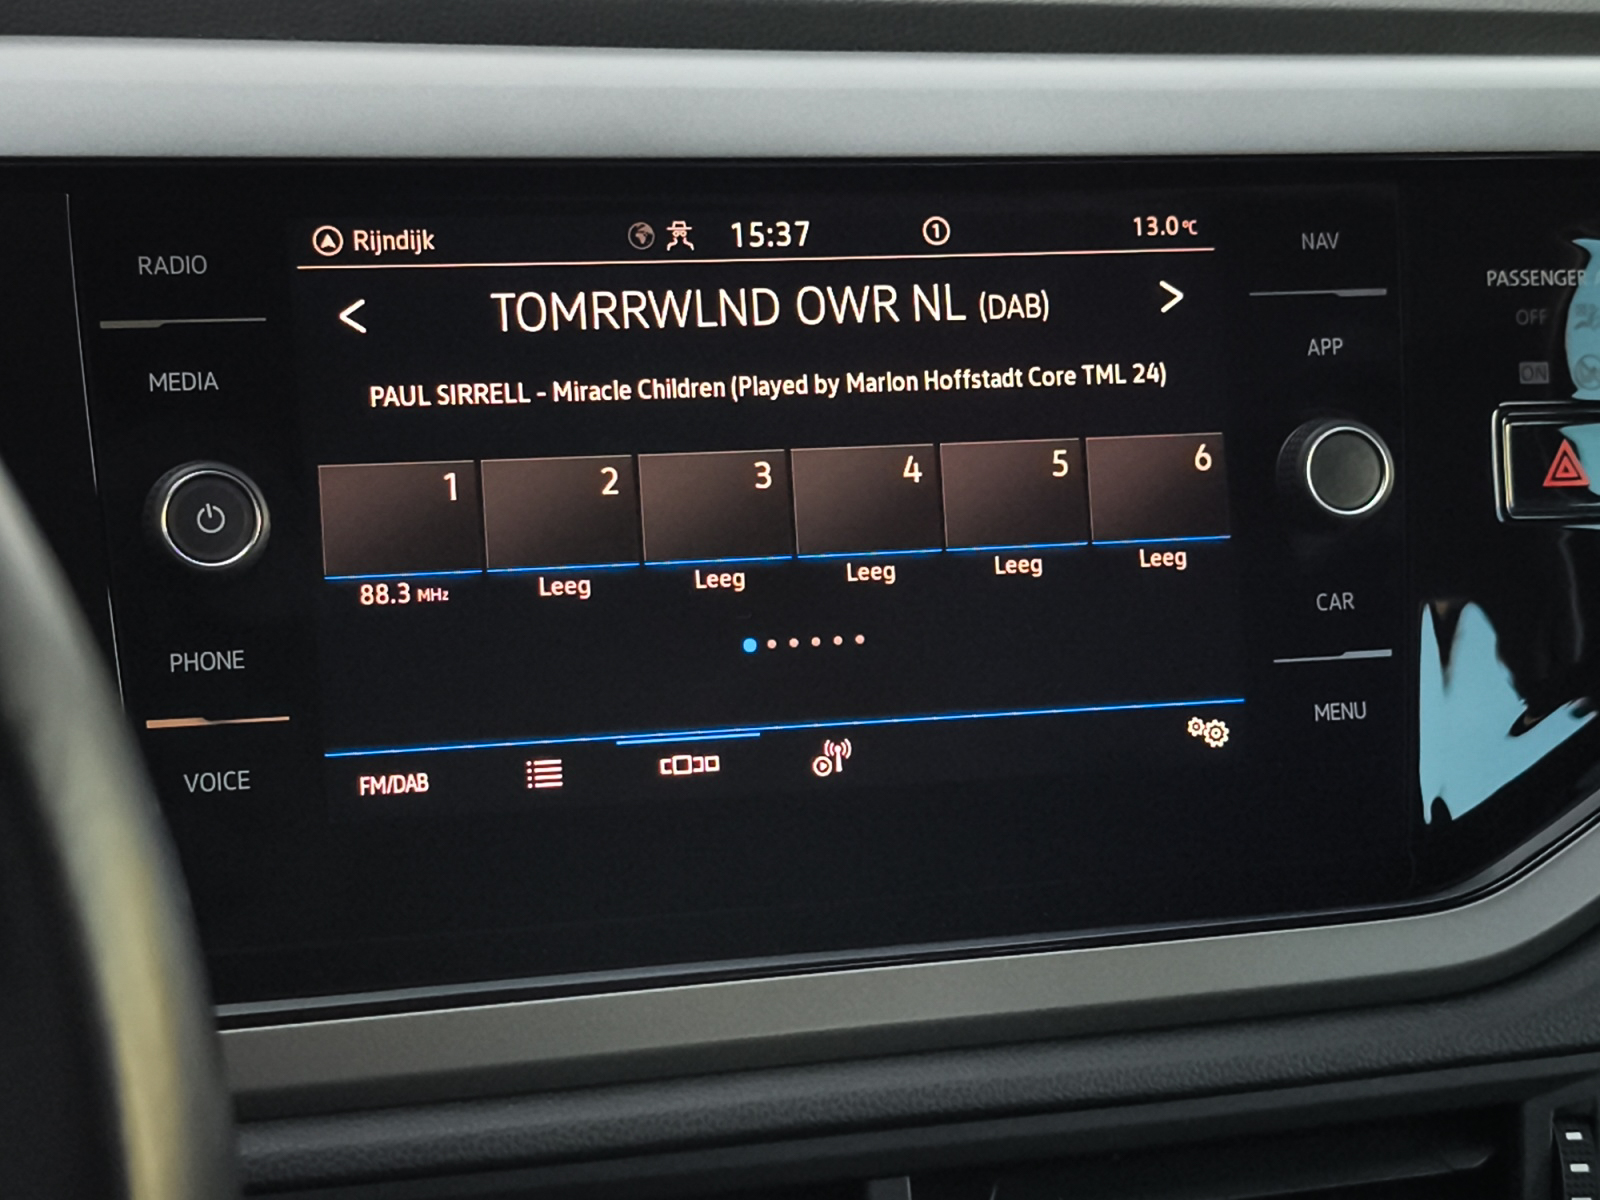 Rijndijk 15:37 1 13.0°C
RADIO
NAV
< TOMRRWLND OWR NL (DAB) >
PASSENGER
OFF
ON
MEDIA
APP
PAUL SIRRELL - Miracle Children (Played by Marlon Hoffstadt Core TML 24)
1 2 3 4 5 6
88.3 MHz Leeg Leeg Leeg Leeg Leeg
PHONE
CAR
VOICE
MENU
FM/DAB